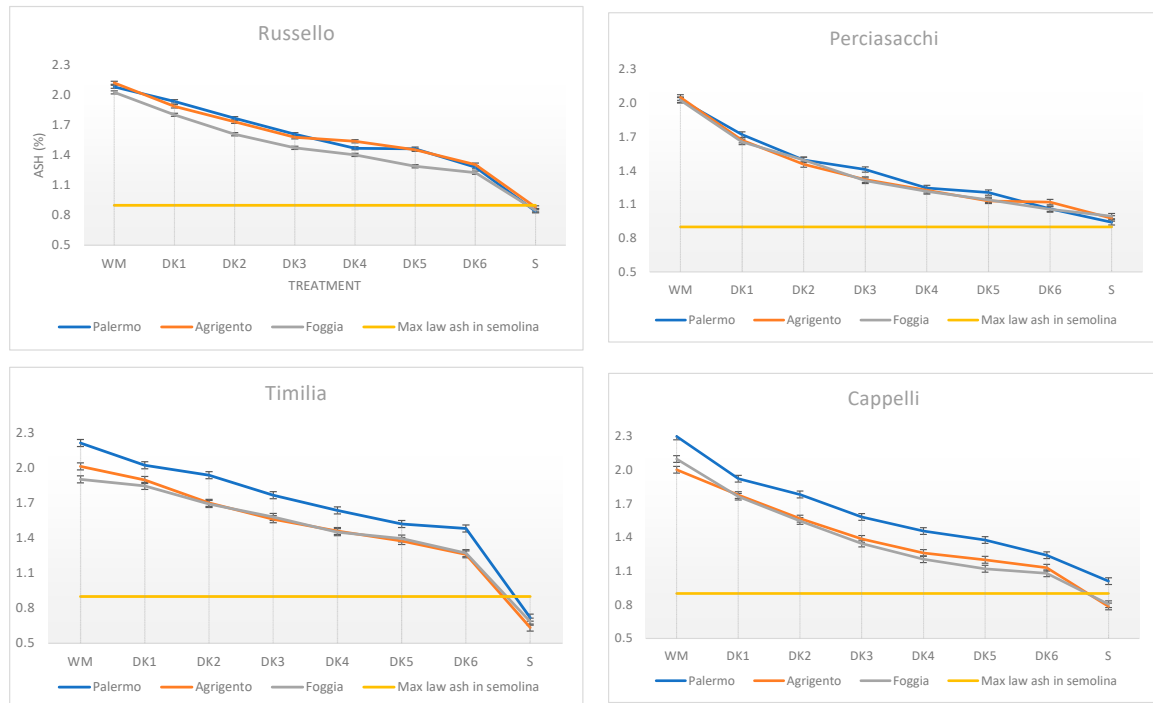 Russello
2.3
2.0
1.7
1.4
1.1
0.8
0.5
ASH (%)
WM DK1 DK2 DK3 DK4 DK5 DK6 S
TREATMENT
Palermo Agrigento Foggia Max law ash in semolina
Perciasacchi
2.3
2.0
1.7
1.4
1.1
0.8
0.5
WM DK1 DK2 DK3 DK4 DK5 DK6 S
Palermo Agrigento Foggia Max law ash in semolina
Timilia
2.3
2.0
1.7
1.4
1.1
0.8
0.5
WM DK1 DK2 DK3 DK4 DK5 DK6 S
Palermo Agrigento Foggia Max law ash in semolina
Cappelli
2.3
2.0
1.7
1.4
1.1
0.8
0.5
WM DK1 DK2 DK3 DK4 DK5 DK6 S
Palermo Agrigento Foggia Max law ash in semolina